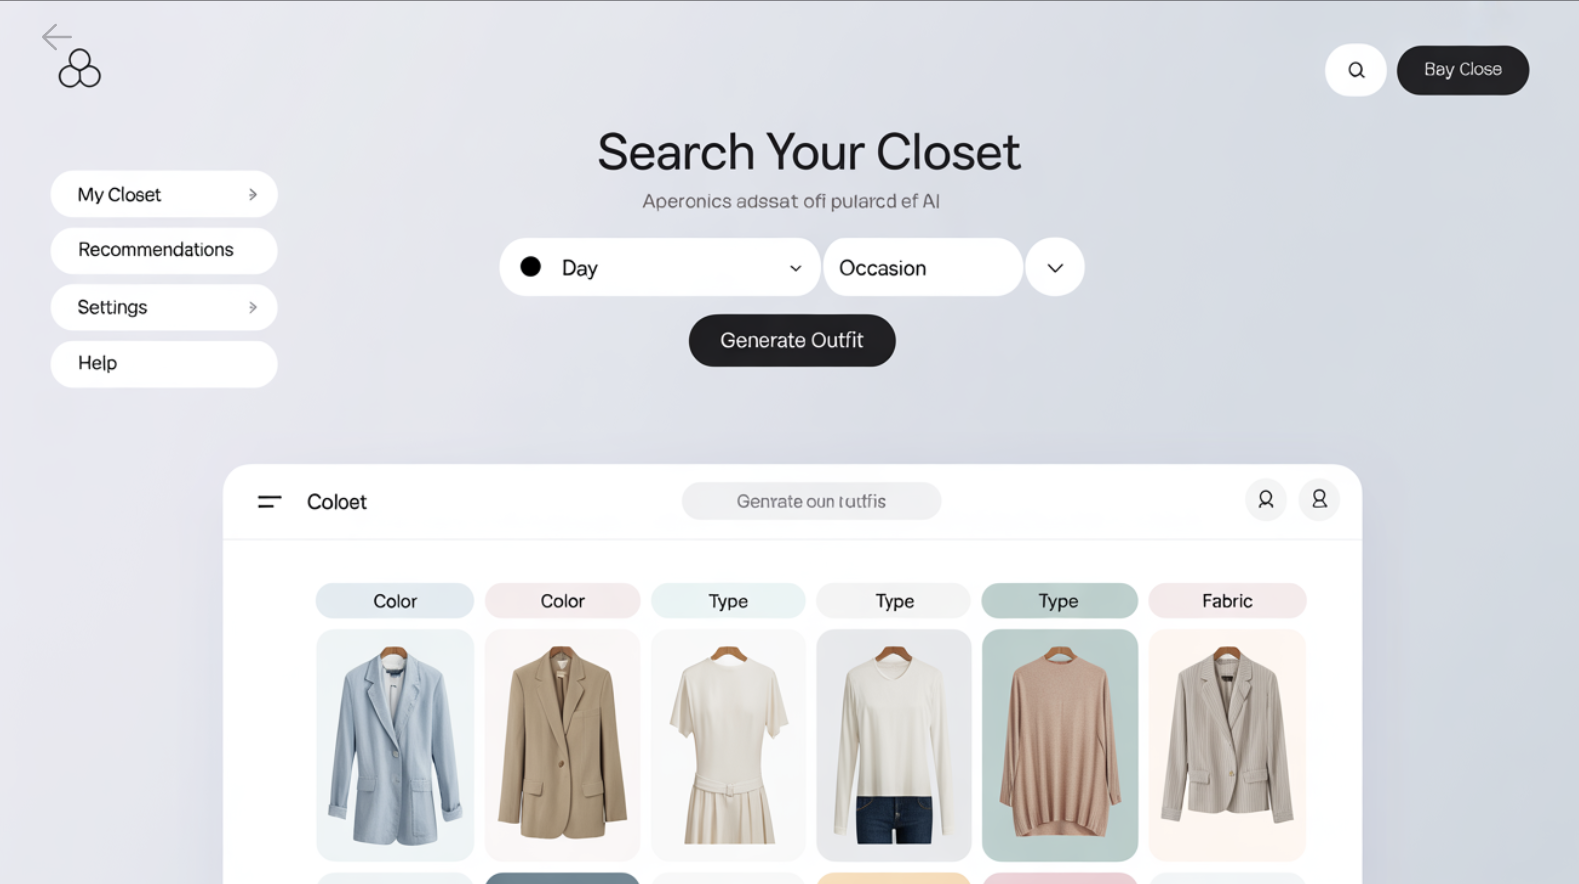 Bay Close
Search Your Closet
Aperonics adssat ofi pularcd ef AI
My Closet
Recommendations
Settings
Help
Day
Occasion
Generate Outfit
Coloet
Genrate oun
Color
Color
Type
Type
Type
Fabric